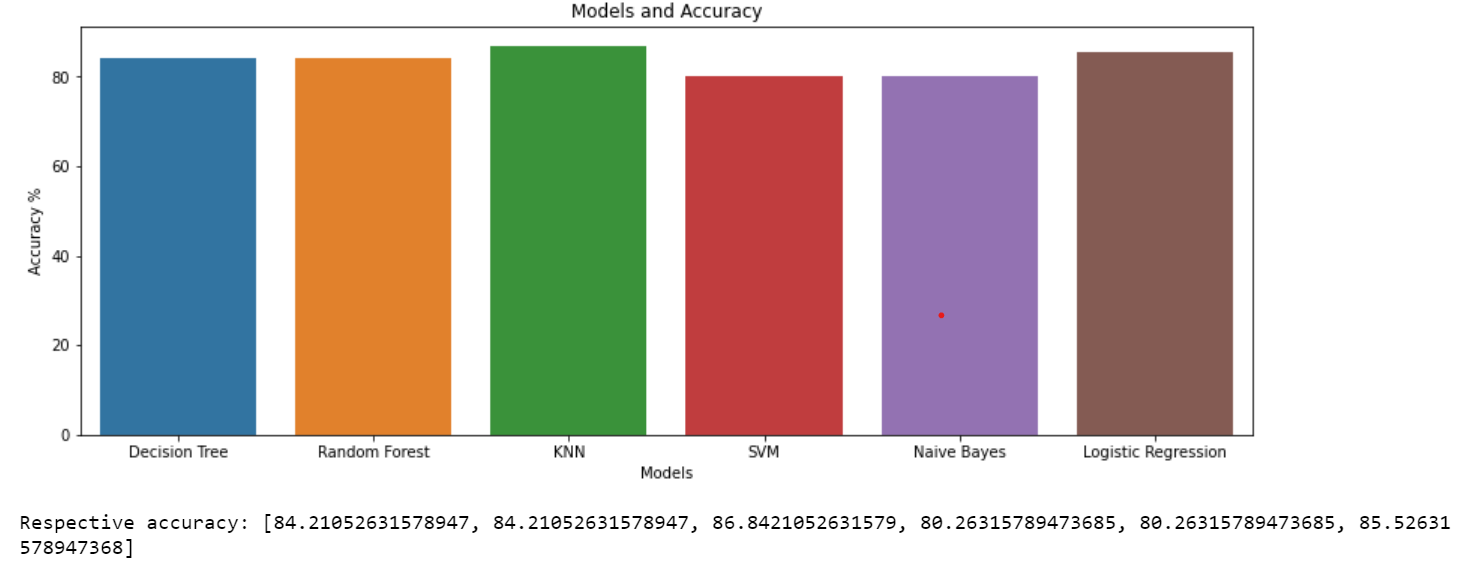 Models and Accuracy
80
60
40
20
0
Accuracy %
Decision Tree Random Forest KNN SVM Naive Bayes Logistic Regression
Models
Respective accuracy: [84.21052631578947, 84.21052631578947, 86.8421052631579, 80.26315789473685, 80.26315789473685, 85.52631
578947368]